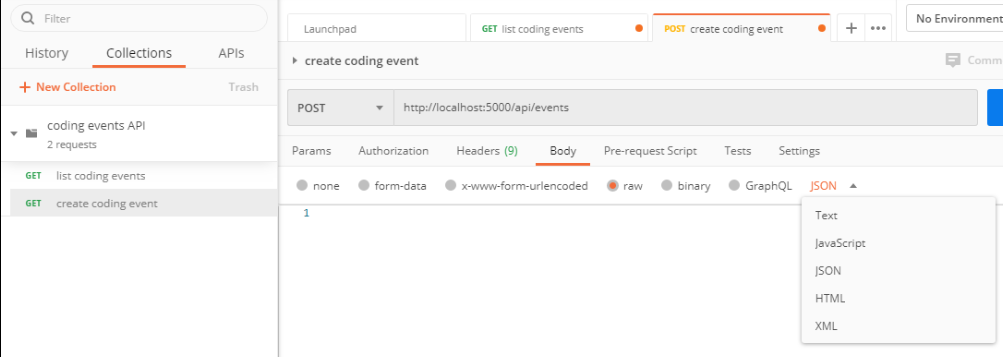 Filter
History Collections APIs
+ New Collection Trash
coding events API
2 requests
GET list coding events
GET create coding event
Launchpad GET list coding events POST create coding event + ••• No Environment
create coding event Comm
POST http://localhost:5000/api/events
Params Authorization Headers (9) Body Pre-request Script Tests Settings
none form-data x-www-form-urlencoded raw binary GraphQL JSON
1
Text
JavaScript
JSON
HTML
XML